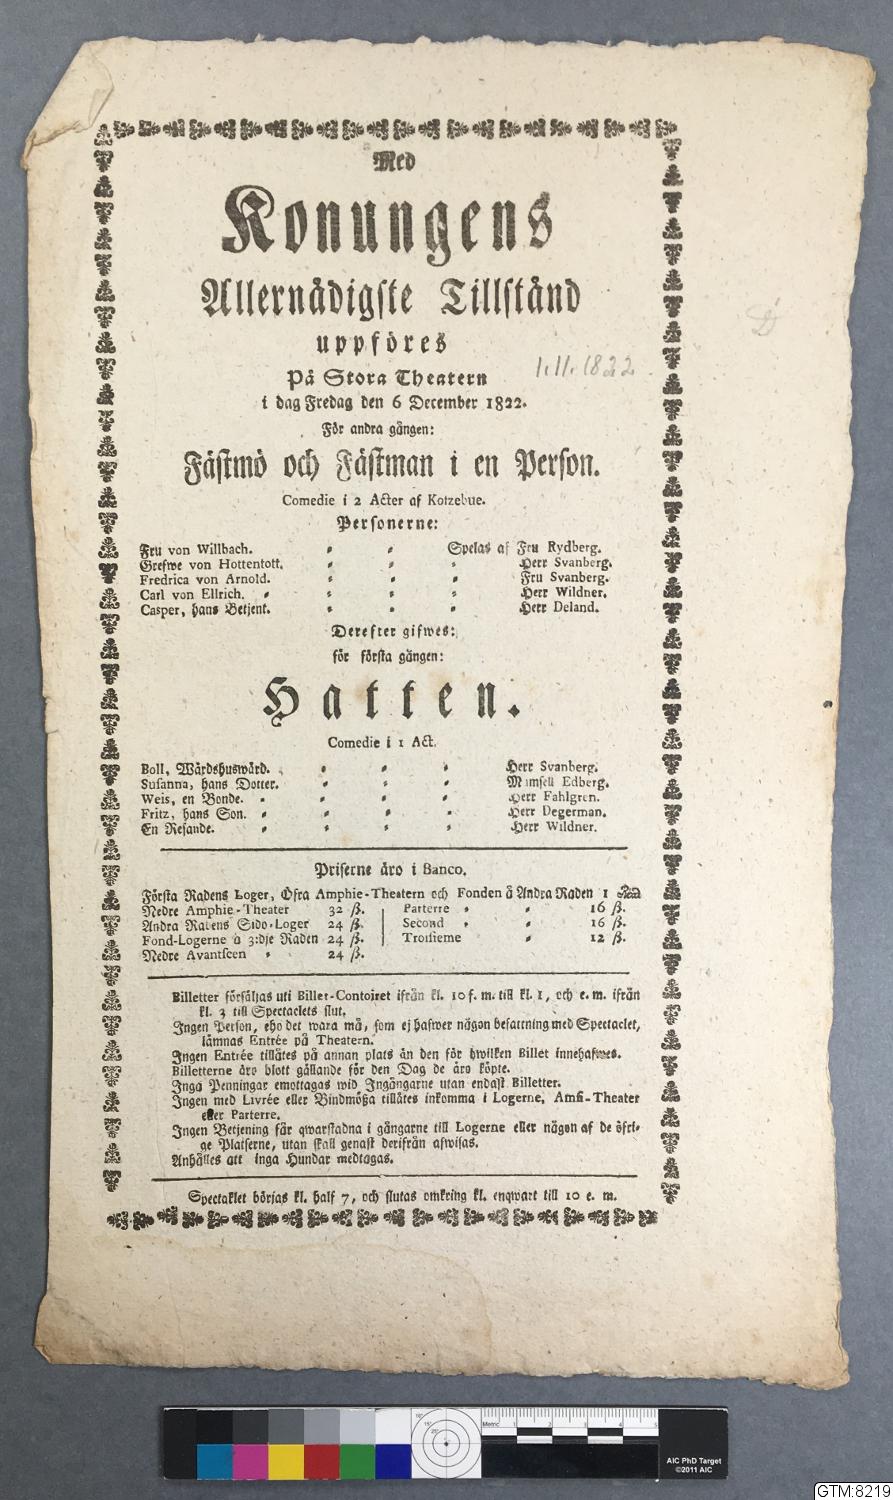 Med
Konungens
Allernådigste Tillstånd
uppföres
På Stora Theatern
1.11.1822
i dag Fredag den 6 December 1822.
För andra gången:
Fästmö och Fästman i en Person.
Comedie i 2 Acter af Kotzebue.
Personerne:
Fru von Willbach. Spelas af Fru Rydberg.
Grefwe von Hottentott. Herr Svanberg.
Fredrica von Arnold. Fru Svanberg.
Carl von Ellrich. Herr Wildner.
Casper, hans Betjent. Herr Deland.
Derefter gifwes:
för första gången:
Hatten.
Comedie i 1 Act.
Boll, Wärdshuswärd. Herr Svanberg.
Susanna, hans Dotter. Mamsell Edberg.
Weis, en Bonde. Herr Fahlgren.
Fritz, hans Son. Herr Degerman.
En Resande. Herr Wildner.
Priserne äro i Banco.
Första Radens Loger, Öfra Amphie-Theatern och Fonden å Andra Raden 1
Nedre Amphie-Theater 32 ß. Parterre 16 ß.
Andra Radens Sido-Loger 24 ß. Second 16 ß.
Fond-Logerne å 3:dje Raden 24 ß. Troisieme 12 ß.
Nedre Avantscen 24 ß.
Billetter försäljas uti Billet-Contoiret ifrån kl. 10 f. m. till kl. 1, och e. m. ifrån
kl. 3 till Spectaclets slut.
Ingen Person, eho det wara må, som ej hafwer någon befattning med Spectaclet,
lämnas Entrée på Theatern.
Ingen Entrée tillåtes på annan plats än den för hwilken Billet innehafwes.
Billetterne äro blott gällande för den Dag de äro köpte.
Inga Penningar emottagas wid Ingångarne utan endast Billetter.
Ingen med Livrée eller Bindmößa tillåtes inkomma i Logerne, Amfi-Theater
eller Parterre.
Ingen Betjening får qwarstadna i gångarne till Logerne eller någon af de öfri-
ge Platserne, utan skall genast derifrån afwisas.
Anhålles att inga Hundar medtagas.
Spectaklet börjas kl. half 7, och slutas omkring kl. enqwart till 10 e. m.
Metric 1 2 3 4 5
AIC PhD Target
©2011 AIC
GTM:8219